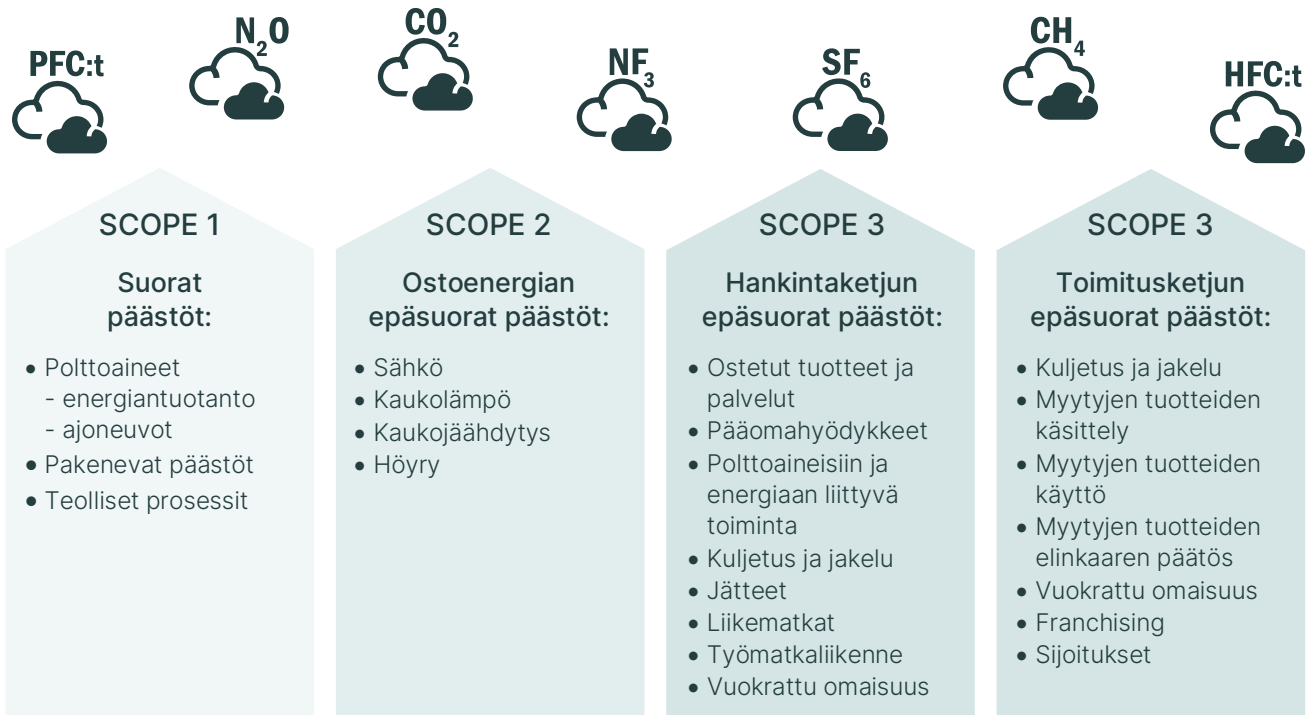 PFC:t
N₂O
CO₂
NF₃
SF₆
CH₄
HFC:t
SCOPE 1
Suorat
päästöt:
• Polttoaineet
- energiantuotanto
- ajoneuvot
• Pakenevat päästöt
• Teolliset prosessit
SCOPE 2
Ostoenergian
epäsuorat päästöt:
• Sähkö
• Kaukolämpö
• Kaukojäähdytys
• Höyry
SCOPE 3
Hankintaketjun
epäsuorat päästöt:
• Ostetut tuotteet ja
palvelut
• Pääomahyödykkeet
• Polttoaineisiin ja
energiaan liittyvä
toiminta
• Kuljetus ja jakelu
• Jätteet
• Liikematkat
• Työmatkaliikenne
• Vuokrattu omaisuus
SCOPE 3
Toimitusketjun
epäsuorat päästöt:
• Kuljetus ja jakelu
• Myytyjen tuotteiden
käsittely
• Myytyjen tuotteiden
käyttö
• Myytyjen tuotteiden
elinkaaren päätös
• Vuokrattu omaisuus
• Franchising
• Sijoitukset